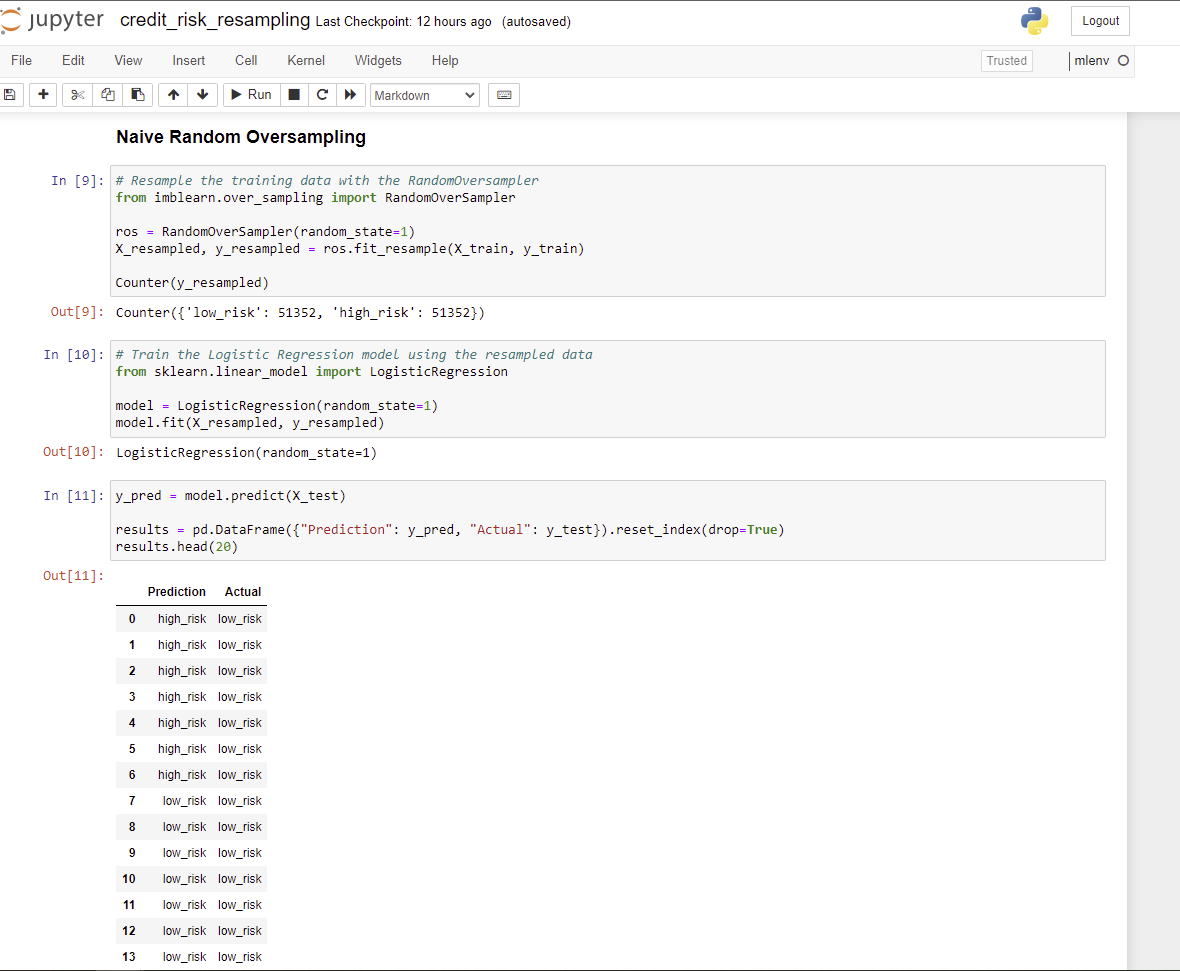 jupyter credit_risk_resampling Last Checkpoint: 12 hours ago (autosaved) Logout
File Edit View Insert Cell Kernel Widgets Help Trusted mlenv
Run Markdown
Naive Random Oversampling
In [9]: # Resample the training data with the RandomOversampler
from imblearn.over_sampling import RandomOverSampler
ros = RandomOverSampler(random_state=1)
X_resampled, y_resampled = ros.fit_resample(X_train, y_train)
Counter(y_resampled)
Out[9]: Counter({'low_risk': 51352, 'high_risk': 51352})
In [10]: # Train the Logistic Regression model using the resampled data
from sklearn.linear_model import LogisticRegression
model = LogisticRegression(random_state=1)
model.fit(X_resampled, y_resampled)
Out[10]: LogisticRegression(random_state=1)
In [11]: y_pred = model.predict(X_test)
results = pd.DataFrame({"Prediction": y_pred, "Actual": y_test}).reset_index(drop=True)
results.head(20)
Out[11]:
Prediction Actual
0 high_risk low_risk
1 high_risk low_risk
2 high_risk low_risk
3 high_risk low_risk
4 high_risk low_risk
5 high_risk low_risk
6 high_risk low_risk
7 low_risk low_risk
8 low_risk low_risk
9 low_risk low_risk
10 low_risk low_risk
11 low_risk low_risk
12 low_risk low_risk
13 low_risk low_risk